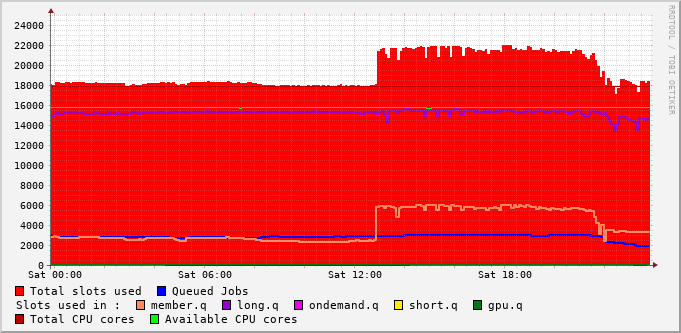 RRDTOOL / TOBI OETIKER
24000
22000
20000
18000
16000
14000
12000
10000
8000
6000
4000
2000
0
Sat 00:00 Sat 06:00 Sat 12:00 Sat 18:00
Total slots used Queued Jobs
Slots used in : member.q long.q ondemand.q short.q gpu.q
Total CPU cores Available CPU cores